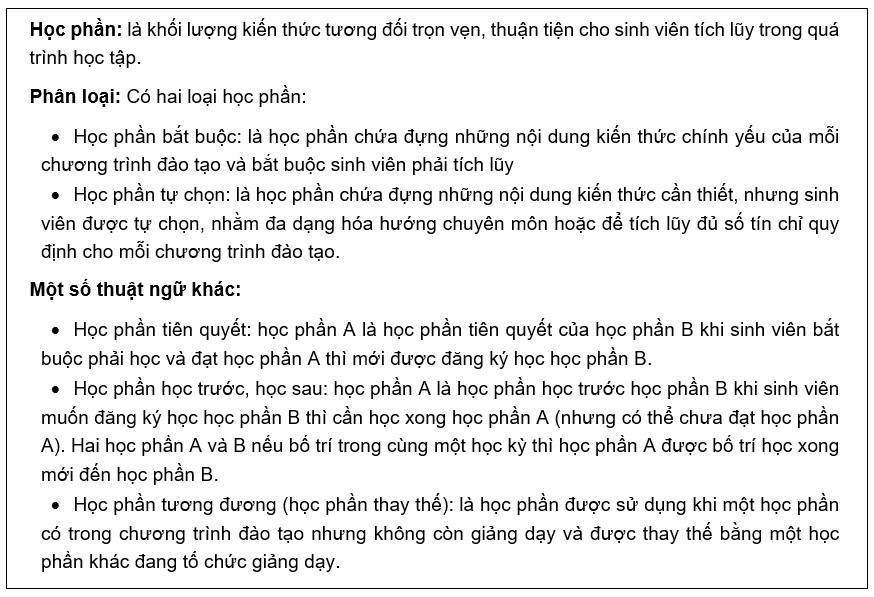 Học phần: là khối lượng kiến thức tương đối trọn vẹn, thuận tiện cho sinh viên tích lũy trong quá
trình học tập.
Phân loại: Có hai loại học phần:
• Học phần bắt buộc: là học phần chứa đựng những nội dung kiến thức chính yếu của mỗi
chương trình đào tạo và bắt buộc sinh viên phải tích lũy
• Học phần tự chọn: là học phần chứa đựng những nội dung kiến thức cần thiết, nhưng sinh
viên được tự chọn, nhằm đa dạng hóa hướng chuyên môn hoặc để tích lũy đủ số tín chỉ quy
định cho mỗi chương trình đào tạo.
Một số thuật ngữ khác:
• Học phần tiên quyết: học phần A là học phần tiên quyết của học phần B khi sinh viên bắt
buộc phải học và đạt học phần A thì mới được đăng ký học học phần B.
• Học phần học trước, học sau: học phần A là học phần học trước học phần B khi sinh viên
muốn đăng ký học học phần B thì cần học xong học phần A (nhưng có thể chưa đạt học phần
A). Hai học phần A và B nếu bố trí trong cùng một học kỳ thì học phần A được bố trí học xong
mới đến học phần B.
• Học phần tương đương (học phần thay thế): là học phần được sử dụng khi một học phần
có trong chương trình đào tạo nhưng không còn giảng dạy và được thay thế bằng một học
phần khác đang tổ chức giảng dạy.